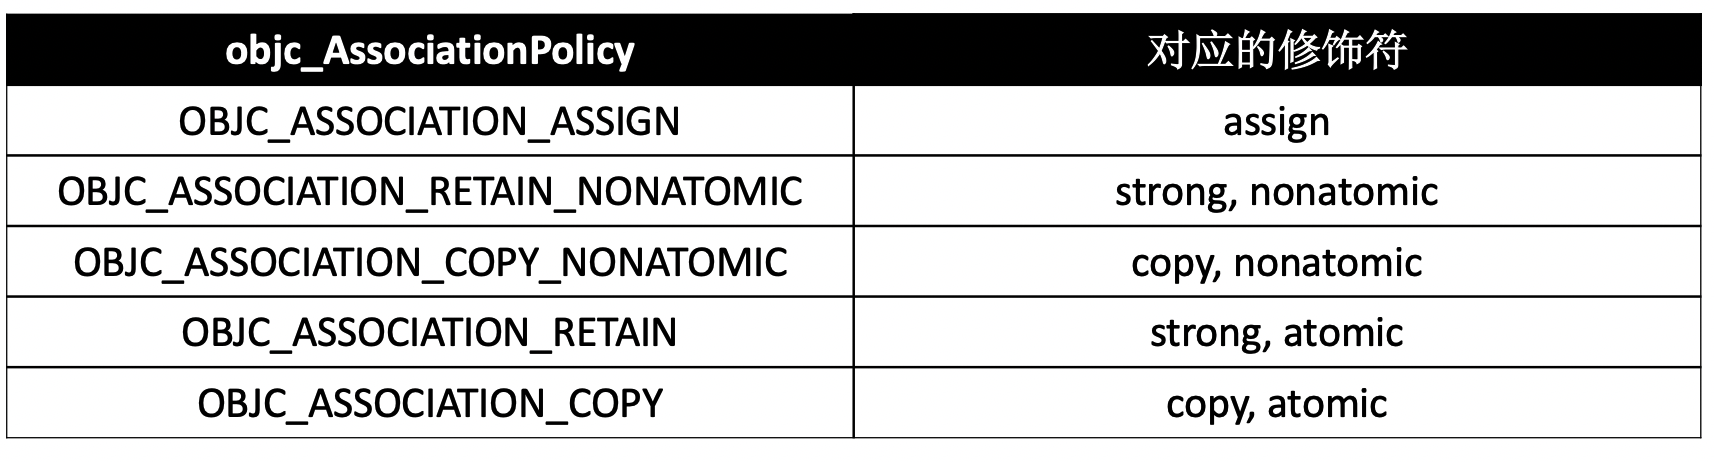 objc_AssociationPolicy 对应的修饰符
OBJC_ASSOCIATION_ASSIGN assign
OBJC_ASSOCIATION_RETAIN_NONATOMIC strong, nonatomic
OBJC_ASSOCIATION_COPY_NONATOMIC copy, nonatomic
OBJC_ASSOCIATION_RETAIN strong, atomic
OBJC_ASSOCIATION_COPY copy, atomic